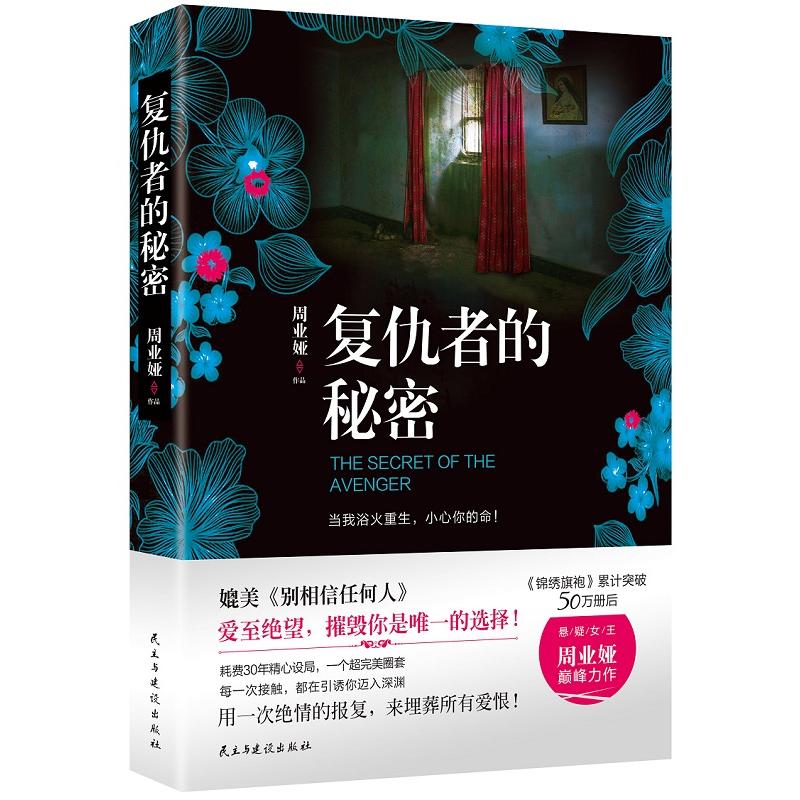 复仇者的秘密
周业娅
作品
周业娅
作品
复仇者的
秘密
THE SECRET OF THE
AVENGER
当我浴火重生，小心你的命！
媲美《别相信任何人》
爱至绝望，摧毁你是唯一的选择！
耗费30年精心设局，一个超完美圈套
每一次接触，都在引诱你迈入深渊
用一次绝情的报复，来埋葬所有爱恨！
民主与建设出版社
《锦绣旗袍》累计突破
50万册后
悬/疑/女/王
周业娅
巅峰力作
民主与建设出版社